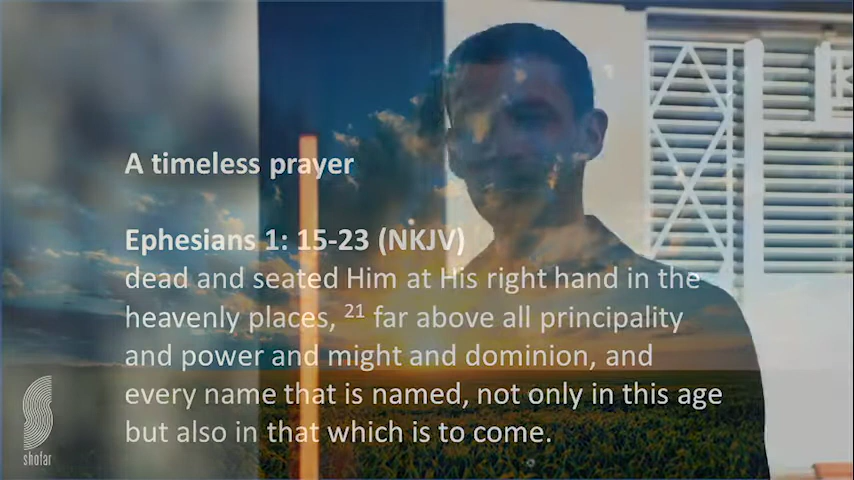 A timeless prayer
Ephesians 1: 15-23 (NKJV)
dead and seated Him at His right hand in the
heavenly places, 21 far above all principality
and power and might and dominion, and
every name that is named, not only in this age
but also in that which is to come.
shofar